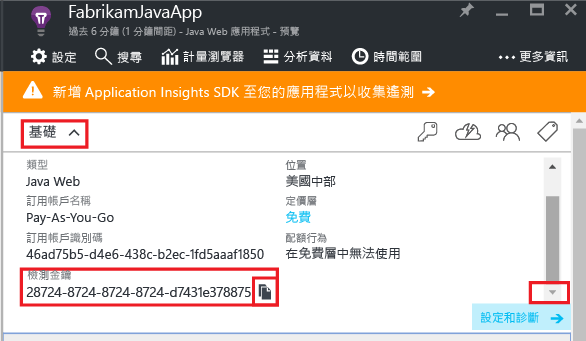 FabrikamJavaApp
過去 6 分鐘 (1 分鐘間距) - Java Web 應用程式 - 預覽
設定 搜尋 計量瀏覽器 分析資料 時間範圍 ••• 更多資訊
新增 Application Insights SDK 至您的應用程式以收集遙測 →
基礎
類型 位置
Java Web 美國中部
訂用帳戶名稱 定價層
Pay-As-You-Go 免費
訂用帳戶識別碼 配額行為
46ad75b5-d4e6-438c-b2ec-1fd5aaaf1850 在免費層中無法使用
檢測金鑰
28724-8724-8724-8724-d7431e378875
設定和診斷 →